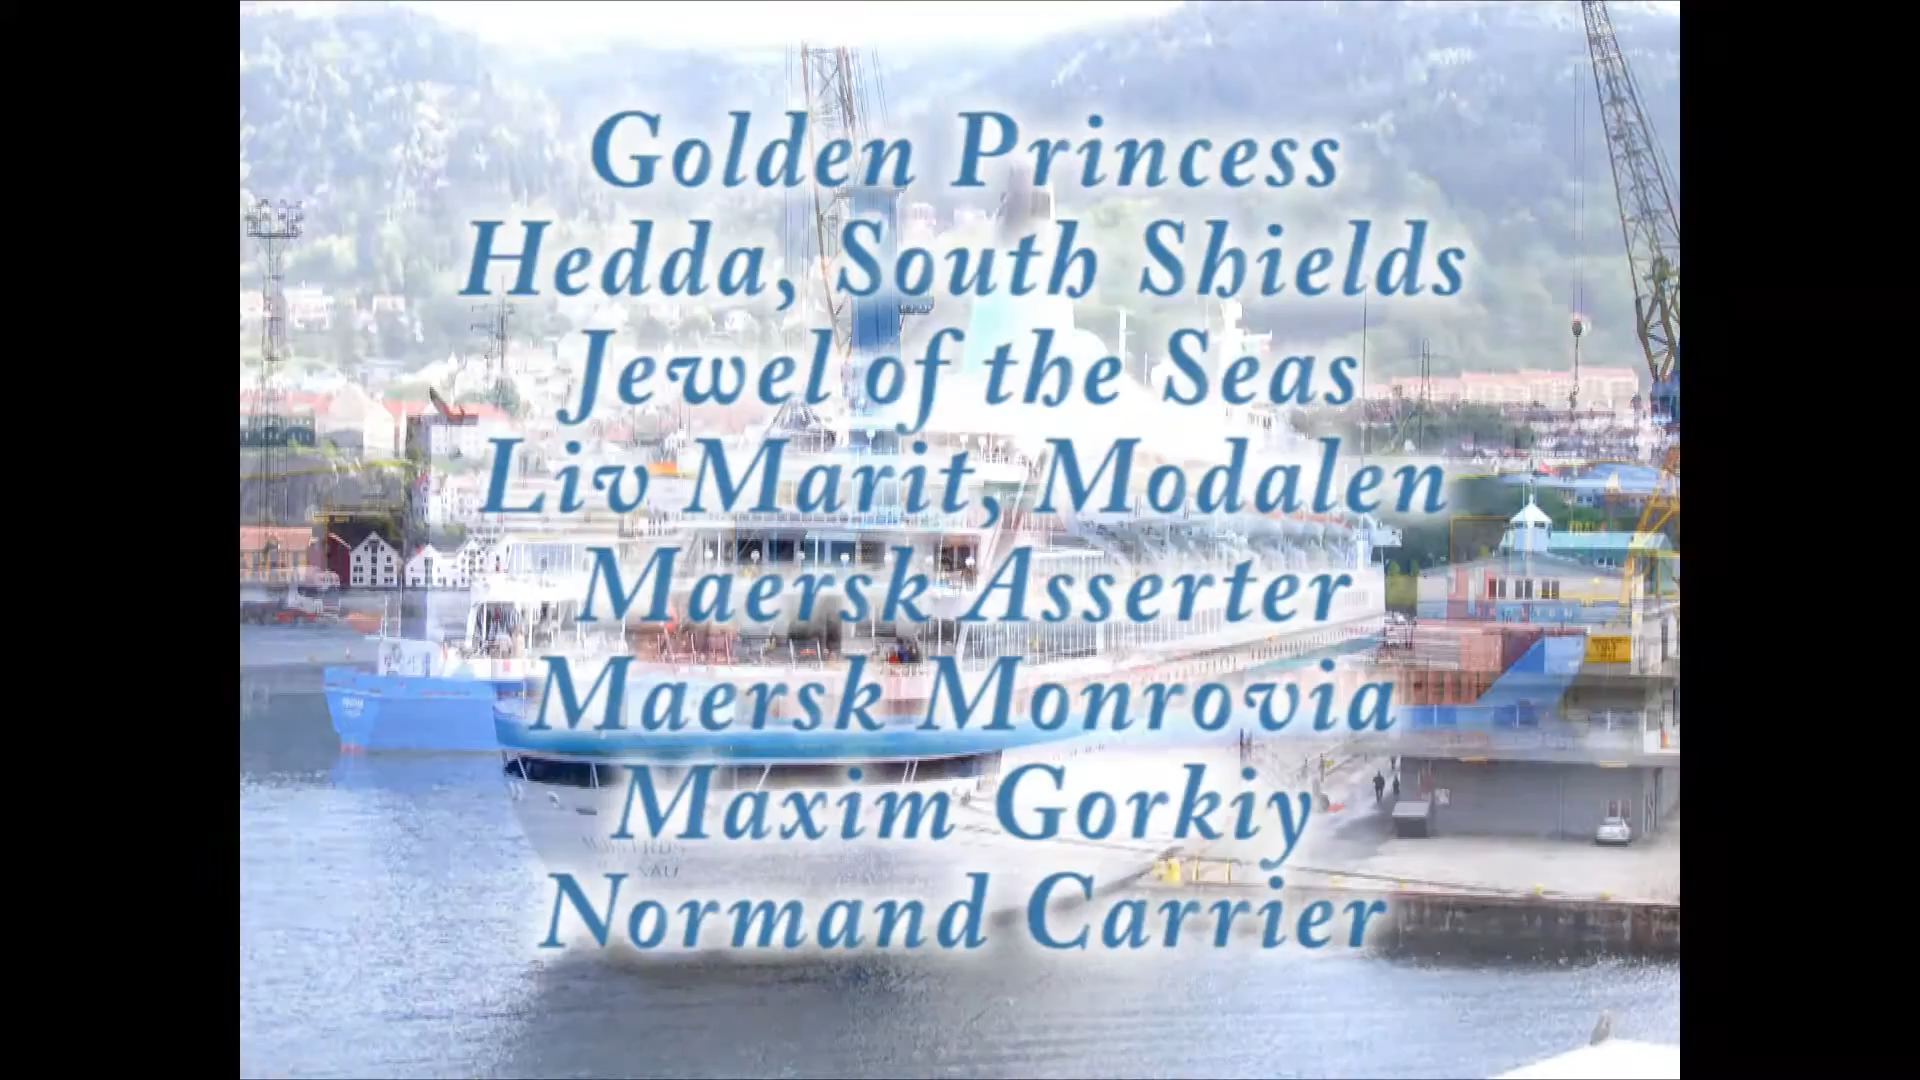 Golden Princess
Hedda, South Shields
Jewel of the Seas
Liv Marit, Modalen
Maersk Asserter
Maersk Monrovia
Maxim Gorkiy
Normand Carrier